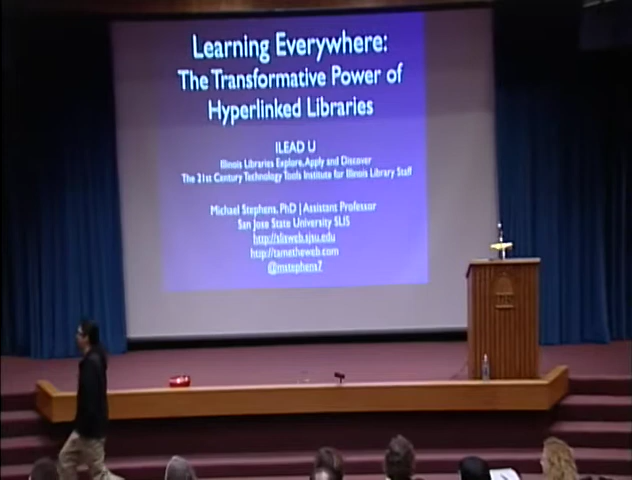 Learning Everywhere:
The Transformative Power of
Hyperlinked Libraries
ILEAD U
Illinois Libraries Explore, Apply and Discover
The 21st Century Technology Tools Institute for Illinois Library Staff
Michael Stephens, PhD | Assistant Professor
San Jose State University SLIS
http://slisweb.sjsu.edu
http://tametheweb.com
@mstephens7